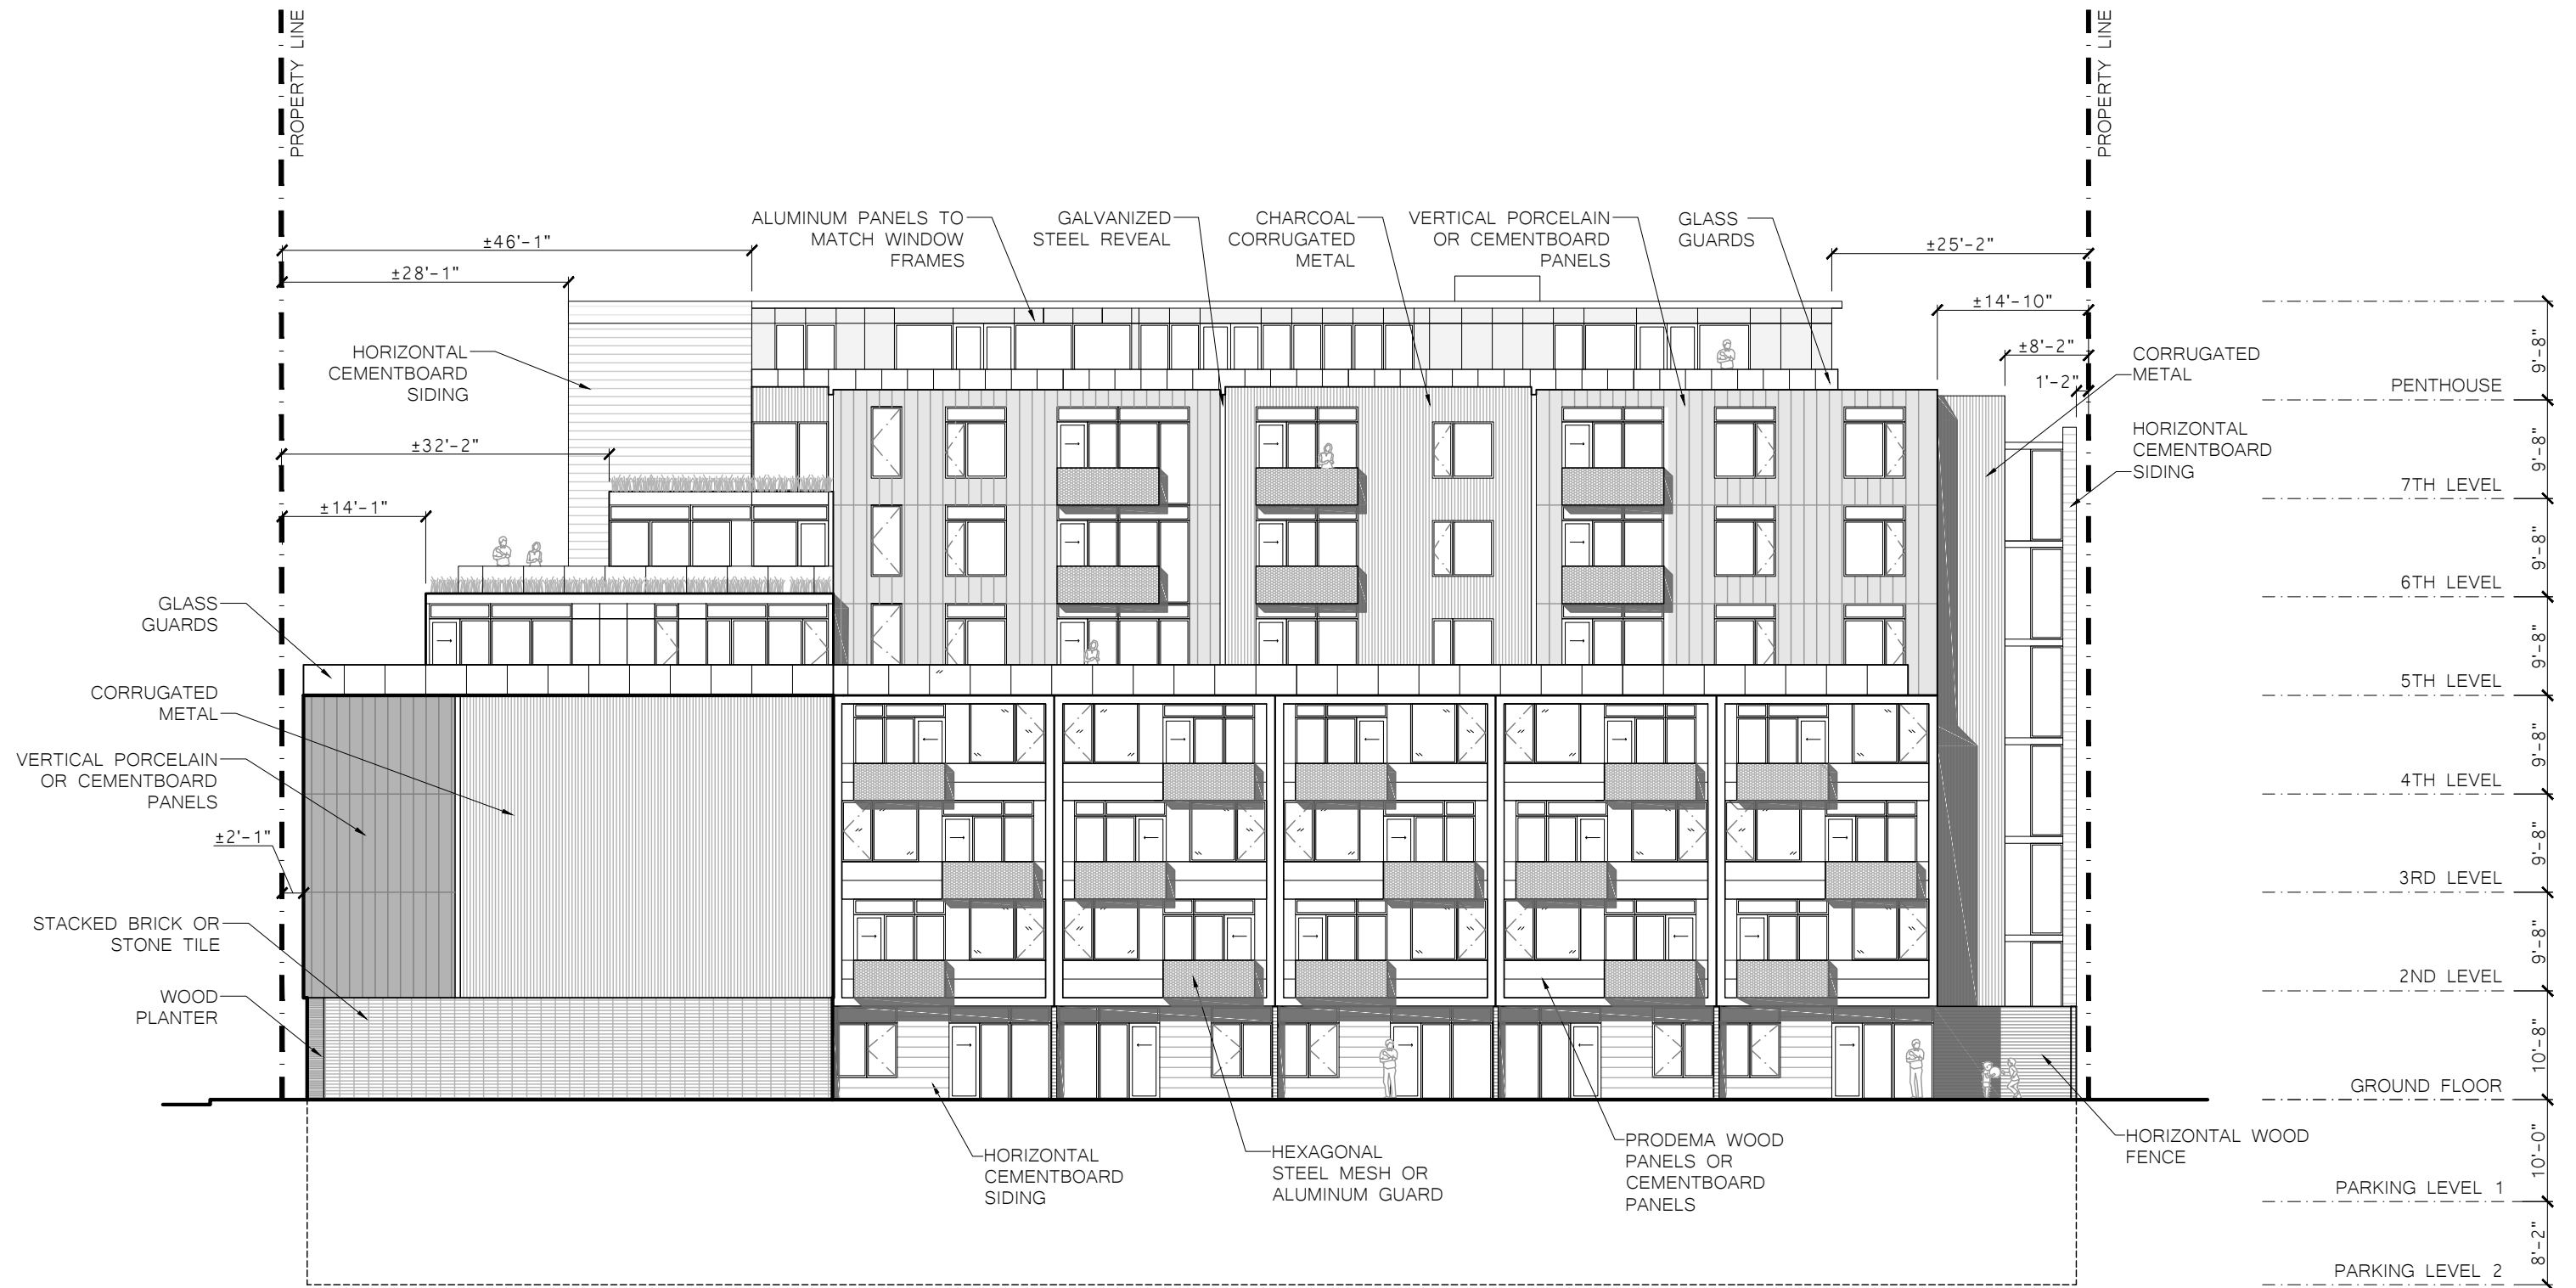 PROPERTY LINE
PROPERTY LINE
ALUMINUM PANELS TO
MATCH WINDOW
FRAMES
GALVANIZED
STEEL REVEAL
CHARCOAL
CORRUGATED
METAL
VERTICAL PORCELAIN
OR CEMENTBOARD
PANELS
GLASS
GUARDS
±46'-1"
±28'-1"
±25'-2"
±14'-10"
±8'-2"
1'-2"
HORIZONTAL
CEMENTBOARD
SIDING
±32'-2"
±14'-1"
CORRUGATED
METAL
HORIZONTAL
CEMENTBOARD
SIDING
GLASS
GUARDS
CORRUGATED
METAL
VERTICAL PORCELAIN
OR CEMENTBOARD
PANELS
±2'-1"
STACKED BRICK OR
STONE TILE
WOOD
PLANTER
HORIZONTAL
CEMENTBOARD
SIDING
HEXAGONAL
STEEL MESH OR
ALUMINUM GUARD
PRODEMA WOOD
PANELS OR
CEMENTBOARD
PANELS
HORIZONTAL WOOD
FENCE
9'-8"
PENTHOUSE
9'-8"
7TH LEVEL
9'-8"
6TH LEVEL
9'-8"
5TH LEVEL
9'-8"
4TH LEVEL
9'-8"
3RD LEVEL
9'-8"
2ND LEVEL
10'-8"
GROUND FLOOR
10'-0"
PARKING LEVEL 1
8'-2"
PARKING LEVEL 2